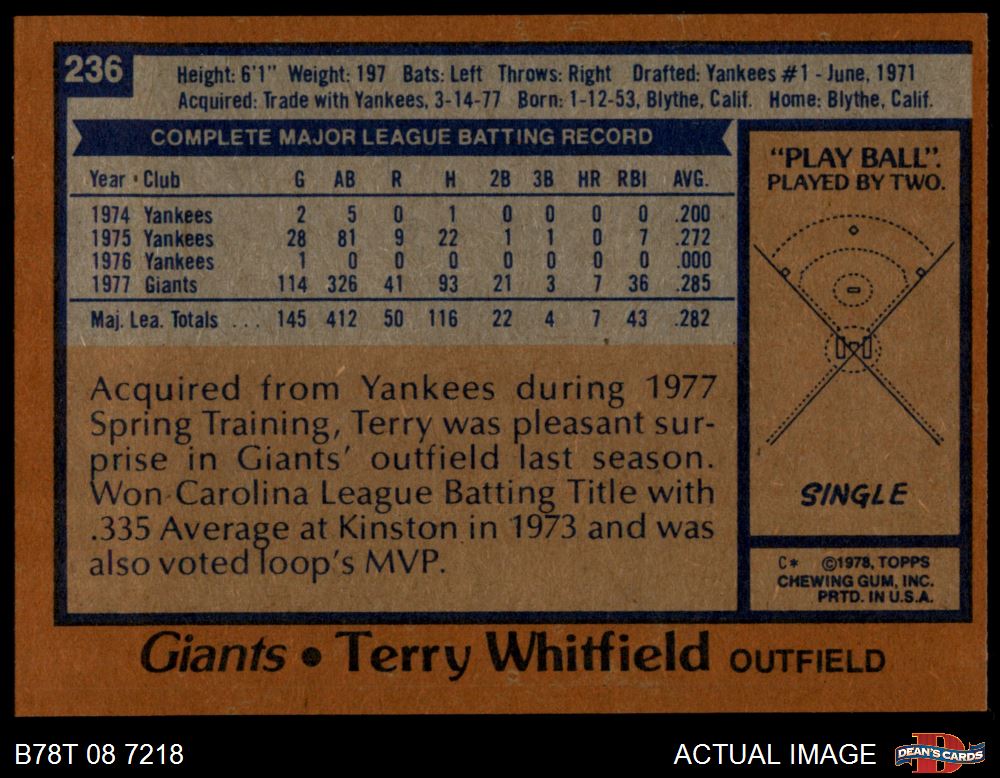 236
Height: 6'1" Weight: 197 Bats: Left Throws: Right Drafted: Yankees #1 - June, 1971
Acquired: Trade with Yankees, 3-14-77 Born: 1-12-53, Blythe, Calif. Home: Blythe, Calif.
COMPLETE MAJOR LEAGUE BATTING RECORD
Year Club G AB R H 2B 3B HR RBI AVG.
1974 Yankees 2 5 0 1 0 0 0 0 .200
1975 Yankees 28 81 9 22 1 1 0 7 .272
1976 Yankees 1 0 0 0 0 0 0 0 .000
1977 Giants 114 326 41 93 21 3 7 36 .285
Maj. Lea. Totals ... 145 412 50 116 22 4 7 43 .282
Acquired from Yankees during 1977
Spring Training, Terry was pleasant sur-
prise in Giants' outfield last season.
Won Carolina League Batting Title with
.335 Average at Kinston in 1973 and was
also voted loop's MVP.
"PLAY BALL".
PLAYED BY TWO.
SINGLE
C* ©1978, TOPPS
CHEWING GUM, INC.
PRTD. IN U.S.A.
Giants • Terry Whitfield OUTFIELD
B78T 08 7218
ACTUAL IMAGE
DEAN'S CARDS